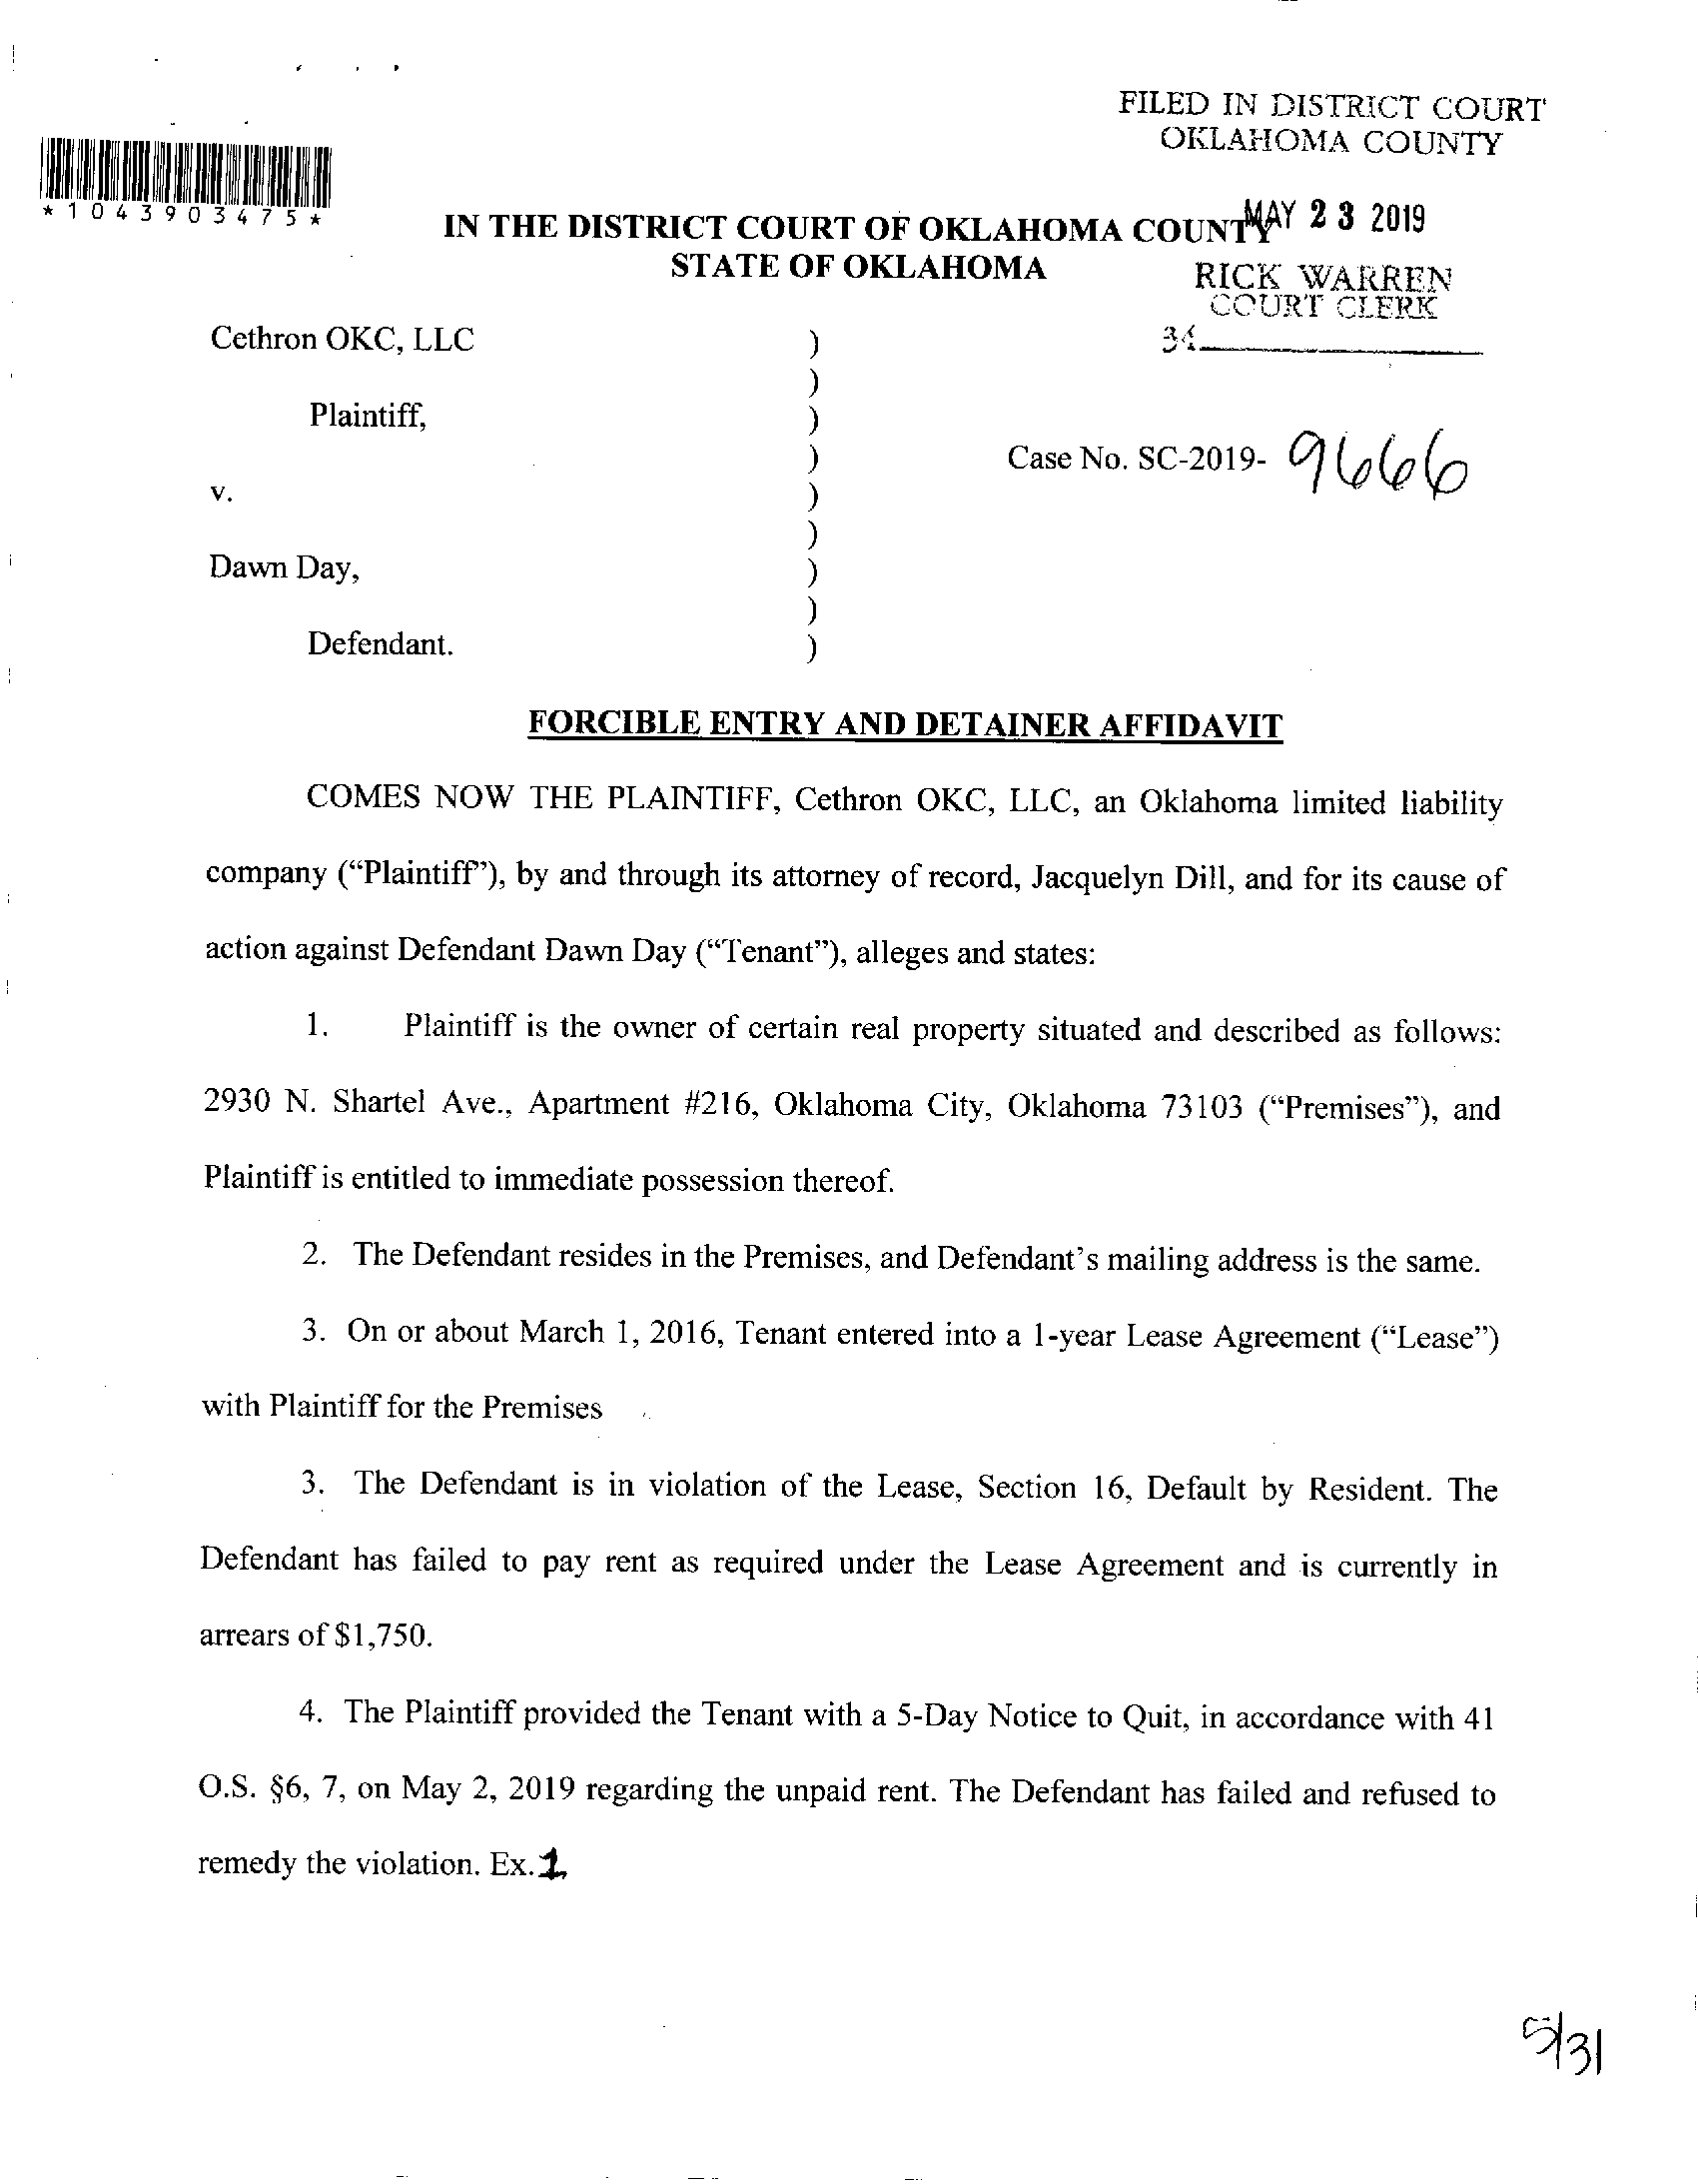 FILED IN DISTRICT COURT
OKLAHOMA COUNTY
*1043903475*
MAY 23 2019
IN THE DISTRICT COURT OF OKLAHOMA COUNTY
STATE OF OKLAHOMA
RICK WARREN
COURT CLERK
34
Cethron OKC, LLC )
)
Plaintiff, )
) Case No. SC-2019- 9666
v. )
)
Dawn Day, )
)
Defendant. )
FORCIBLE ENTRY AND DETAINER AFFIDAVIT
COMES NOW THE PLAINTIFF, Cethron OKC, LLC, an Oklahoma limited liability
company (“Plaintiff”), by and through its attorney of record, Jacquelyn Dill, and for its cause of
action against Defendant Dawn Day (“Tenant”), alleges and states:
1. Plaintiff is the owner of certain real property situated and described as follows:
2930 N. Shartel Ave., Apartment #216, Oklahoma City, Oklahoma 73103 (“Premises”), and
Plaintiff is entitled to immediate possession thereof.
2. The Defendant resides in the Premises, and Defendant’s mailing address is the same.
3. On or about March 1, 2016, Tenant entered into a 1-year Lease Agreement (“Lease”)
with Plaintiff for the Premises
3. The Defendant is in violation of the Lease, Section 16, Default by Resident. The
Defendant has failed to pay rent as required under the Lease Agreement and is currently in
arrears of $1,750.
4. The Plaintiff provided the Tenant with a 5-Day Notice to Quit, in accordance with 41
O.S. §6, 7, on May 2, 2019 regarding the unpaid rent. The Defendant has failed and refused to
remedy the violation. Ex. 1.
5/31